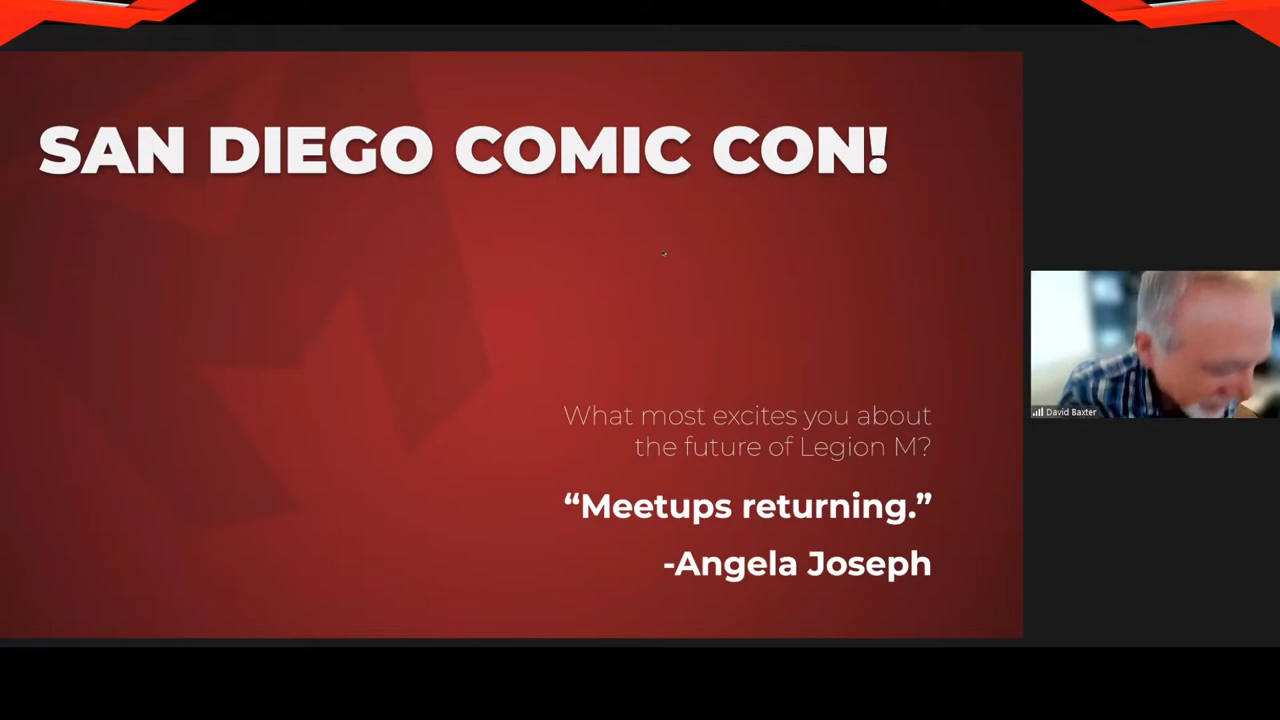 SAN DIEGO COMIC CON!
What most excites you about
the future of Legion M?
“Meetups returning.”
-Angela Joseph
David Baxter